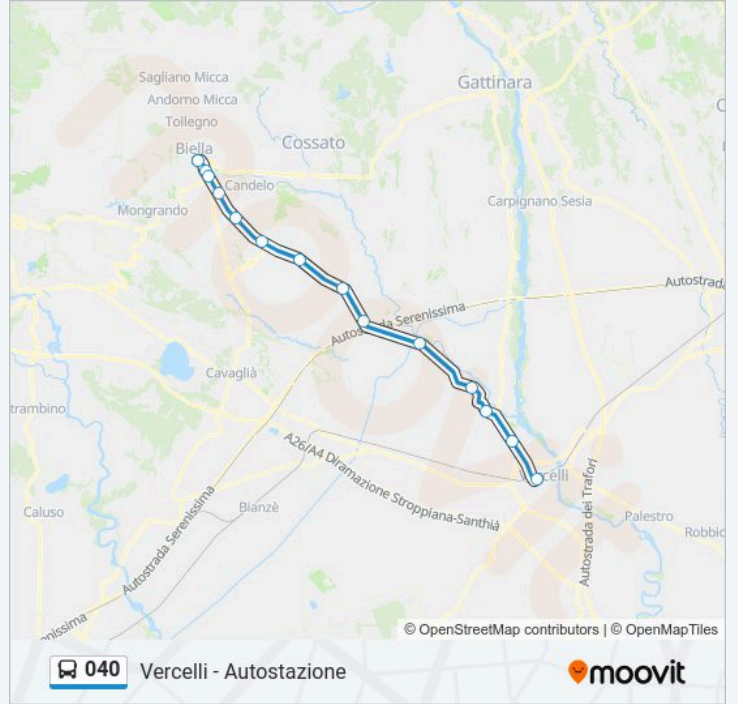 Gattinara
Sagliano Micca
Andorno Micca
Tollegno
Cossato
Biella
Candelo
Mongrando
Carpignano Sesia
Autostrada
Autostrada Serenissima
Cavaglià
trambino
A26/A4 Diramazione Stroppiana-Santhià
Vercelli
Autostrada dei Trafori
Caluso
Bianzè
Autostrada Serenissima
Palestro
Robbio
enissima
© OpenStreetMap contributors | © OpenMapTiles
040 Vercelli - Autostazione
moovit